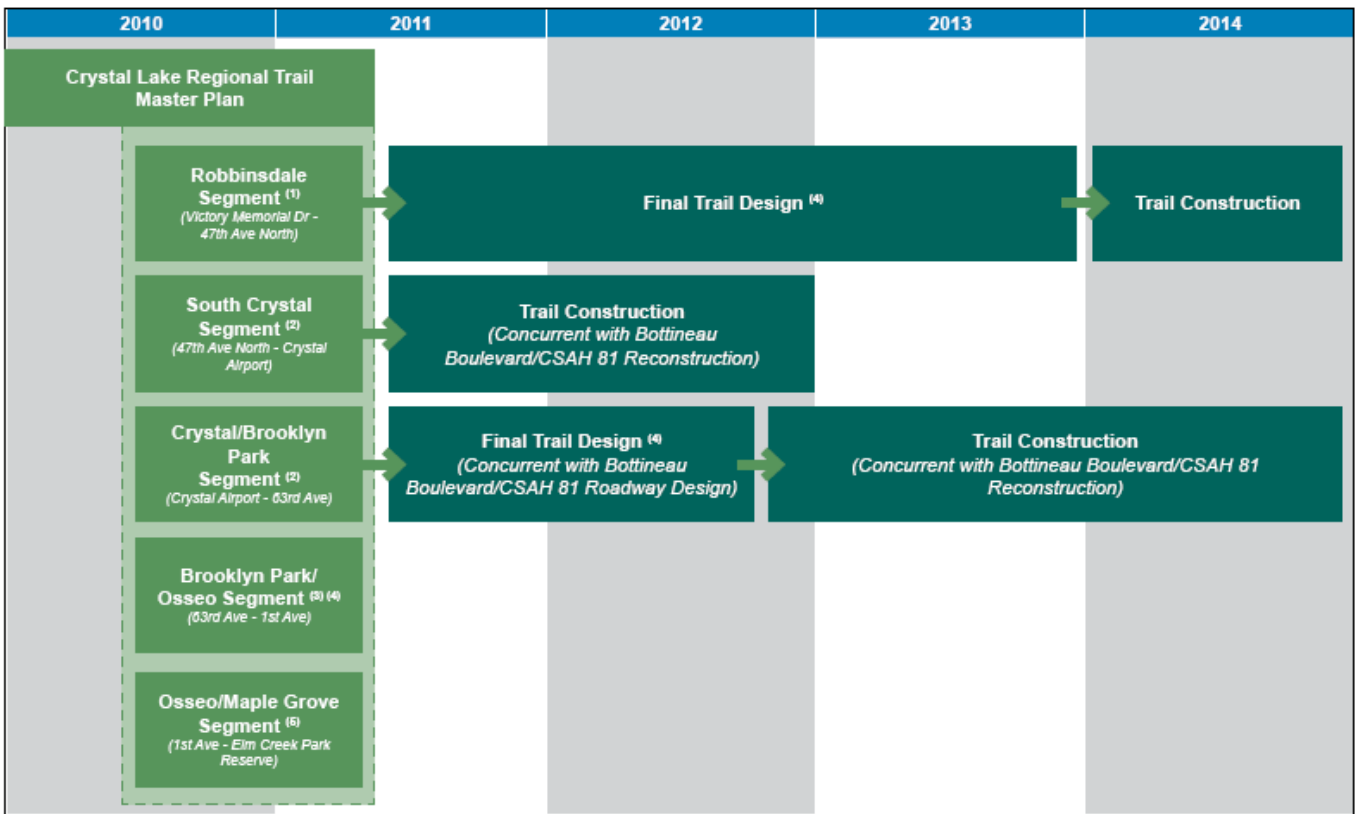 2010 2011 2012 2013 2014
Crystal Lake Regional Trail
Master Plan
Robbinsdale
Segment (1)
(Victory Memorial Dr -
47th Ave North)
Final Trail Design (4)
Trail Construction
South Crystal
Segment (2)
(47th Ave North - Crystal
Airport)
Trail Construction
(Concurrent with Bottineau
Boulevard/CSAH 81 Reconstruction)
Crystal/Brooklyn
Park
Segment (2)
(Crystal Airport - 63rd Ave)
Final Trail Design (4)
(Concurrent with Bottineau
Boulevard/CSAH 81 Roadway Design)
Trail Construction
(Concurrent with Bottineau Boulevard/CSAH 81
Reconstruction)
Brooklyn Park/
Osseo Segment (3) (4)
(63rd Ave - 1st Ave)
Osseo/Maple Grove
Segment (5)
(1st Ave - Elm Creek Park
Reserve)